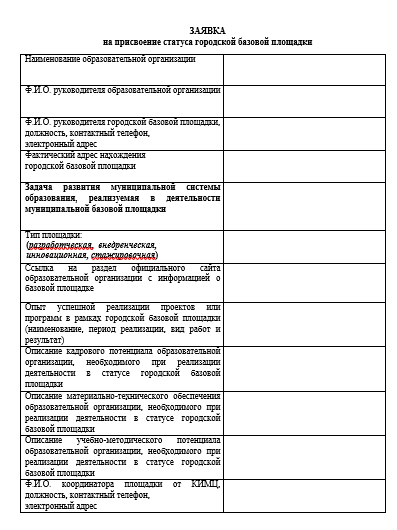 ЗАЯВКА
на присвоение статуса городской базовой площадки
Наименование образовательной организации
Ф.И.О. руководителя образовательной организации
Ф.И.О. руководителя городской базовой площадки,
должность, контактный телефон,
электронный адрес
Фактический адрес нахождения
городской базовой площадки
Задача развития муниципальной системы
образования, реализуемая в деятельности
муниципальной базовой площадки
Тип площадки:
(разработческая, внедренческая,
инновационная, стажировочная)
Ссылка на раздел официального сайта
образовательной организации с информацией о
базовой площадке
Опыт успешной реализации проектов или
программ в рамках городской базовой площадки
(наименование, период реализации, вид работ и
результат)
Описание кадрового потенциала образовательной
организации, необходимого при реализации
деятельности в статусе городской базовой
площадки
Описание материально-технического обеспечения
образовательной организации, необходимого при
реализации деятельности в статусе городской
базовой площадки
Описание учебно-методического потенциала
образовательной организации, необходимого при
реализации деятельности в статусе городской
базовой площадки
Ф.И.О. координатора площадки от КИМЦ,
должность, контактный телефон,
электронный адрес